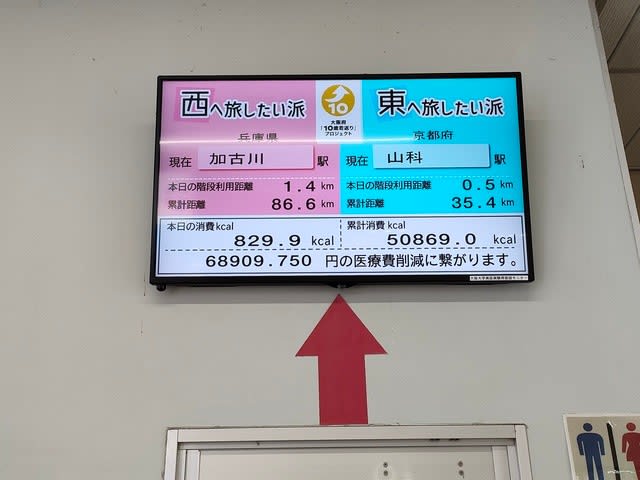 西へ旅したい派
10
大阪府
「10歳若返り」
プロジェクト
東へ旅したい派
兵庫県
京都府
現在 加古川 駅
現在 山科 駅
本日の階段利用距離 1.4 km
累計距離 86.6 km
本日の階段利用距離 0.5 km
累計距離 35.4 km
本日の消費kcal
829.9 kcal
累計消費kcal
50869.0 kcal
68909.750 円の医療費削減に繋がります。